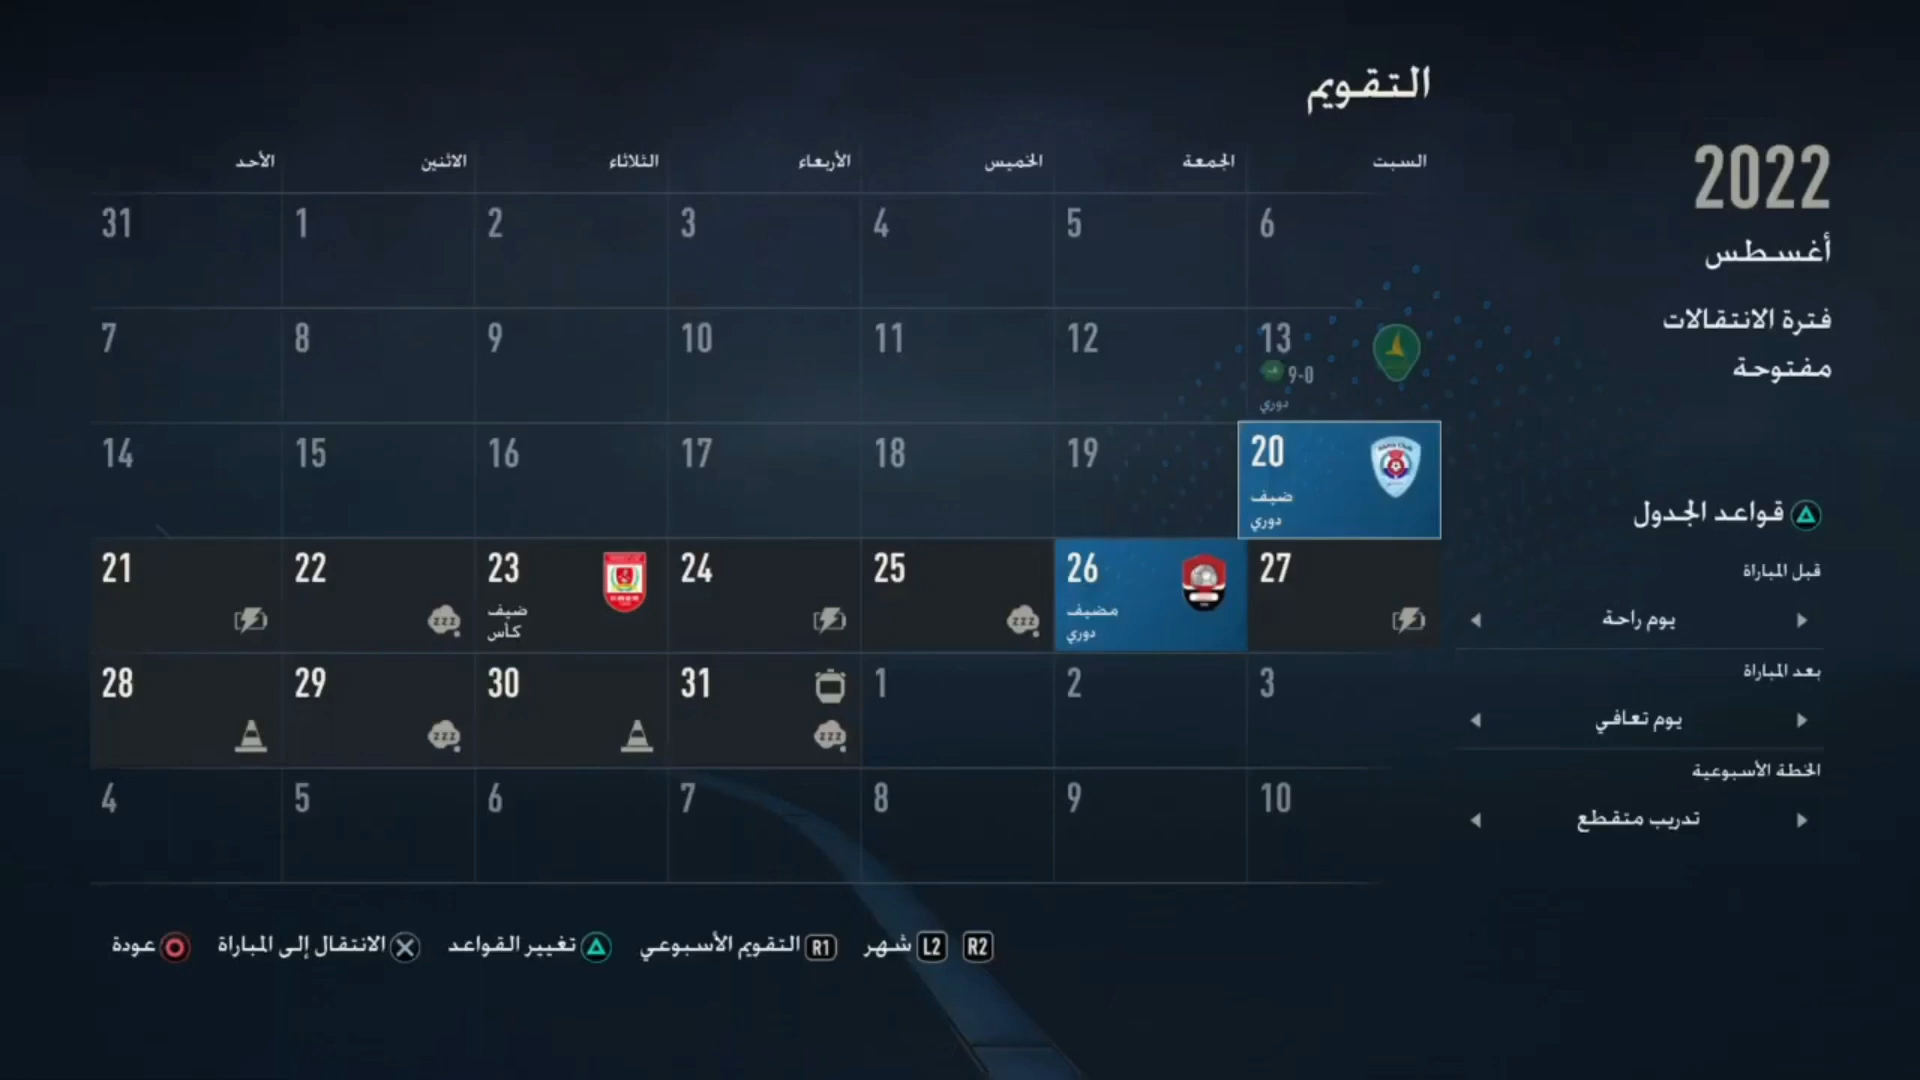 التقويم
2022
أغسطس
فترة الانتقالات
مفتوحة
الأحد الاثنين الثلاثاء الأربعاء الخميس الجمعة السبت
31 1 2 3 4 5 6
7 8 9 10 11 12 13
9-0
دوري
14 15 16 17 18 19 20
ضيف
دوري
21 22 23 24 25 26 27
ضيف
كأس
مضيف
دوري
zzz zzz
28 29 30 31 1 2 3
zzz zzz
4 5 6 7 8 9 10
قواعد الجدول
قبل المباراة
يوم راحة
بعد المباراة
يوم تعافي
الخطة الأسبوعية
تدريب متقطع
عودة الانتقال إلى المباراة تغيير القواعد التقويم الأسبوعي R1 شهر L2 R2